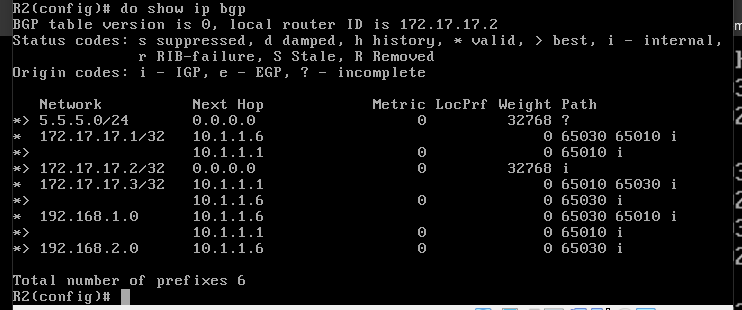 R2(config)# do show ip bgp
BGP table version is 0, local router ID is 172.17.17.2
Status codes: s suppressed, d damped, h history, * valid, > best, i - internal,
              r RIB-failure, S Stale, R Removed
Origin codes: i - IGP, e - EGP, ? - incomplete

   Network          Next Hop            Metric LocPrf Weight Path
*> 5.5.5.0/24       0.0.0.0                  0         32768 ?
*  172.17.17.1/32   10.1.1.6                               0 65030 65010 i
*>                  10.1.1.1                 0             0 65010 i
*> 172.17.17.2/32   0.0.0.0                  0         32768 i
*  172.17.17.3/32   10.1.1.1                               0 65010 65030 i
*>                  10.1.1.6                 0             0 65030 i
*  192.168.1.0      10.1.1.6                               0 65030 65010 i
*>                  10.1.1.1                 0             0 65010 i
*> 192.168.2.0      10.1.1.6                 0             0 65030 i

Total number of prefixes 6
R2(config)#